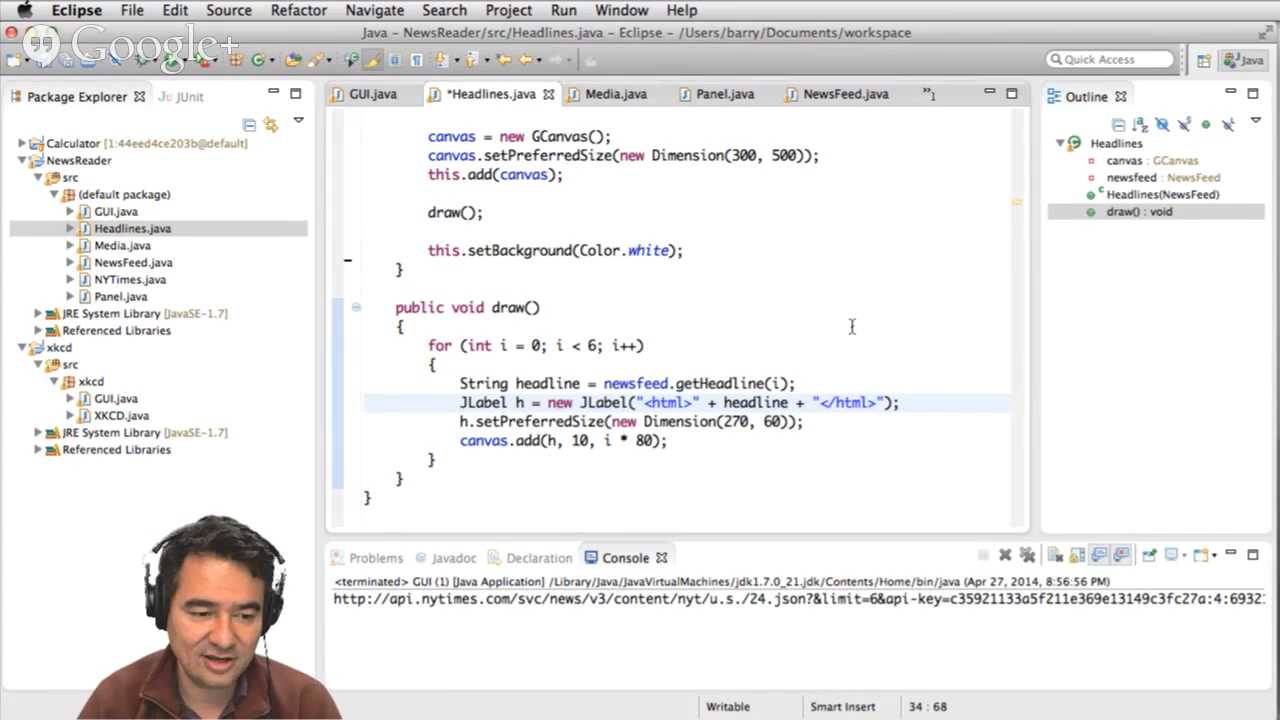 Eclipse File Edit Source Refactor Navigate Search Project Run Window Help
Java - NewsReader/src/Headlines.java - Eclipse - /Users/barry/Documents/workspace
Google+
Quick Access
Java
Package Explorer
JUnit
GUI.java
*Headlines.java
Media.java
Panel.java
NewsFeed.java
»1
Outline
Calculator [1:44eed4ce203b@default]
NewsReader
src
(default package)
GUI.java
Headlines.java
Media.java
NewsFeed.java
NYTimes.java
Panel.java
JRE System Library [JavaSE-1.7]
Referenced Libraries
xkcd
src
xkcd
GUI.java
XKCD.java
JRE System Library [JavaSE-1.7]
Referenced Libraries
canvas = new GCanvas();
canvas.setPreferredSize(new Dimension(300, 500));
this.add(canvas);
draw();
this.setBackground(Color.white);
}
public void draw()
{
for (int i = 0; i < 6; i++)
{
String headline = newsfeed.getHeadline(i);
JLabel h = new JLabel("<html>" + headline + "</html>");
h.setPreferredSize(new Dimension(270, 60));
canvas.add(h, 10, i * 80);
}
}
}
Headlines
canvas : GCanvas
newsfeed : NewsFeed
Headlines(NewsFeed)
draw() : void
Problems
Javadoc
Declaration
Console
<terminated> GUI (1) [Java Application] /Library/Java/JavaVirtualMachines/jdk1.7.0_21.jdk/Contents/Home/bin/java (Apr 27, 2014, 8:56:56 PM)
http://api.nytimes.com/svc/news/v3/content/nyt/u.s./24.json?&limit=6&api-key=c35921133a5f211e369e13149c3fc27a:4:6932
Writable
Smart Insert
34 : 68